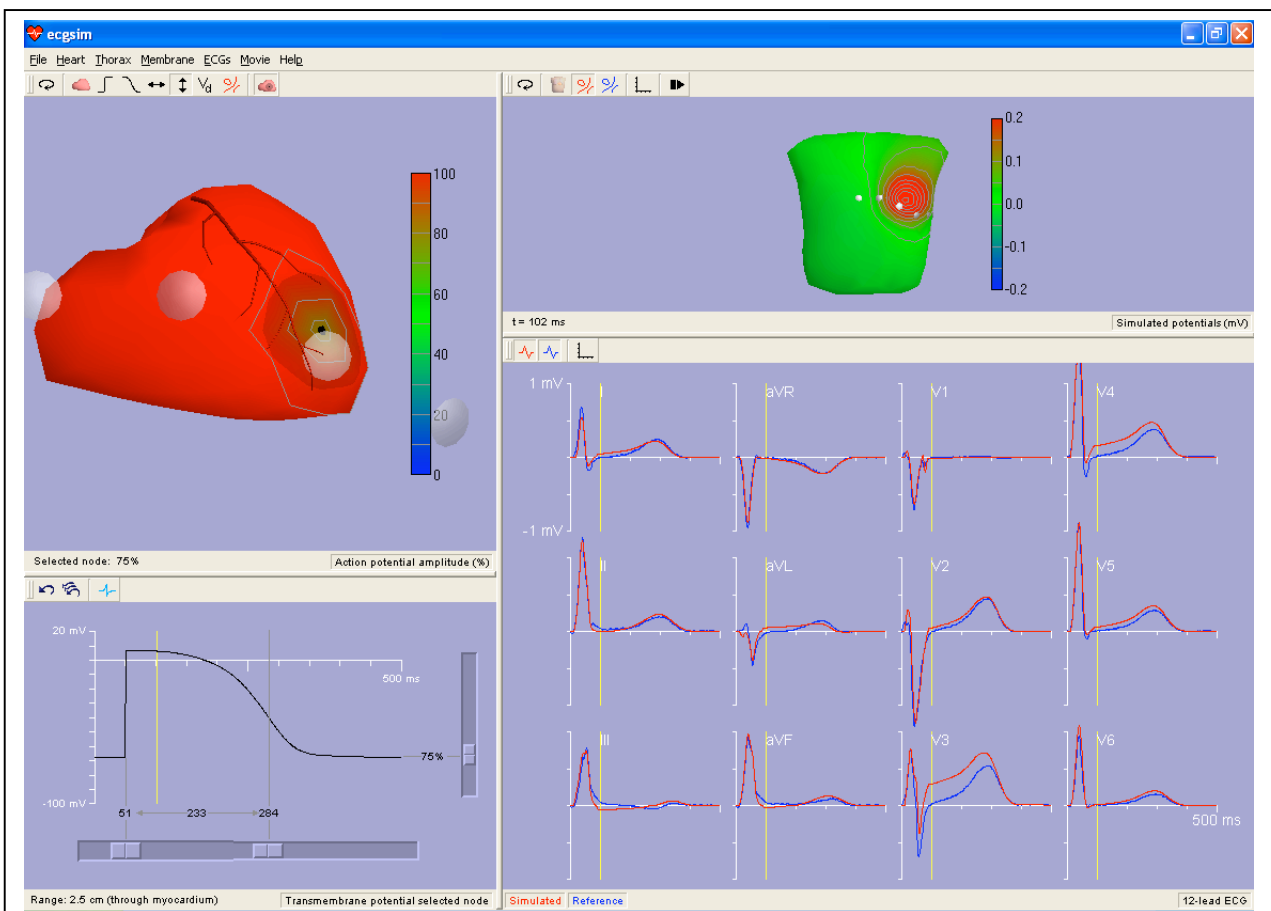 ecgsim
File Heart Thorax Membrane ECGs Movie Help
Vd
100
80
60
40
20
0
Selected node: 75%
Action potential amplitude (%)
0.2
0.1
0.0
-0.1
-0.2
t = 102 ms
Simulated potentials (mV)
20 mV
500 ms
75%
-100 mV
51 233 284
Range: 2.5 cm (through myocardium)
Transmembrane potential selected node
1 mV I aVR V1 V4
-1 mV
II aVL V2 V5
III aVF V3 V6
500 ms
Simulated Reference
12-lead ECG